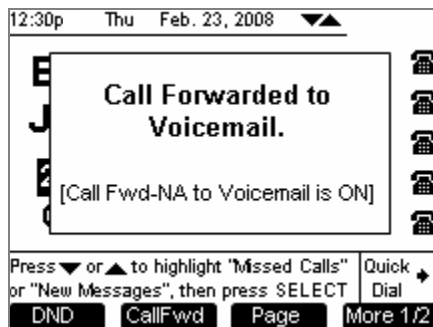 12:30p Thu Feb. 23, 2008
Call Forwarded to
Voicemail.
[Call Fwd-NA to Voicemail is ON]
Press ▼ or ▲ to highlight "Missed Calls"
or "New Messages", then press SELECT
Quick
Dial
DND CallFwd Page More 1/2